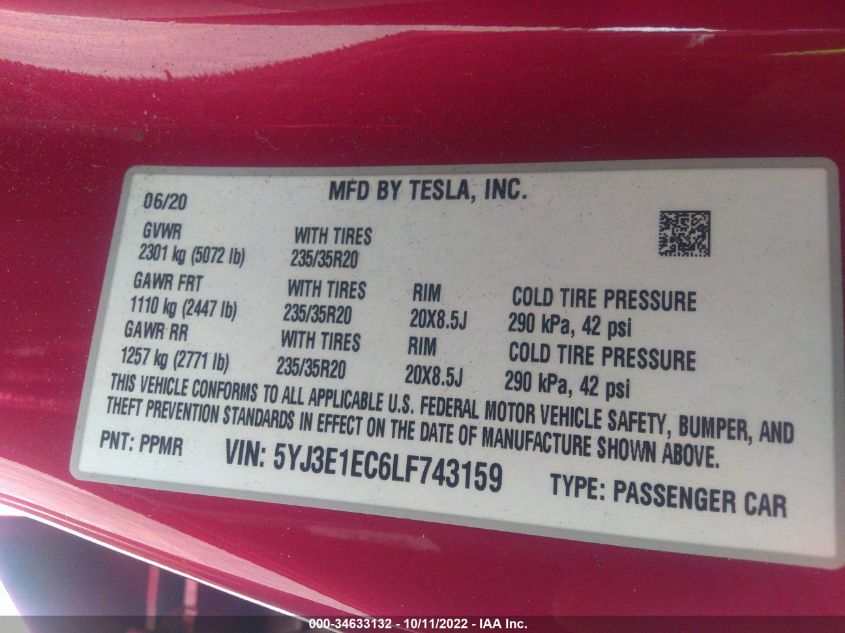 06/20 MFD BY TESLA, INC.
GVWR
2301 kg (5072 lb) WITH TIRES
235/35R20
GAWR FRT
1110 kg (2447 lb) WITH TIRES
235/35R20 RIM
20X8.5J COLD TIRE PRESSURE
290 kPa, 42 psi
GAWR RR
1257 kg (2771 lb) WITH TIRES
235/35R20 RIM
20X8.5J COLD TIRE PRESSURE
290 kPa, 42 psi
THIS VEHICLE CONFORMS TO ALL APPLICABLE U.S. FEDERAL MOTOR VEHICLE SAFETY, BUMPER, AND
THEFT PREVENTION STANDARDS IN EFFECT ON THE DATE OF MANUFACTURE SHOWN ABOVE.
PNT: PPMR VIN: 5YJ3E1EC6LF743159 TYPE: PASSENGER CAR
000-34633132 - 10/11/2022 - IAA Inc.